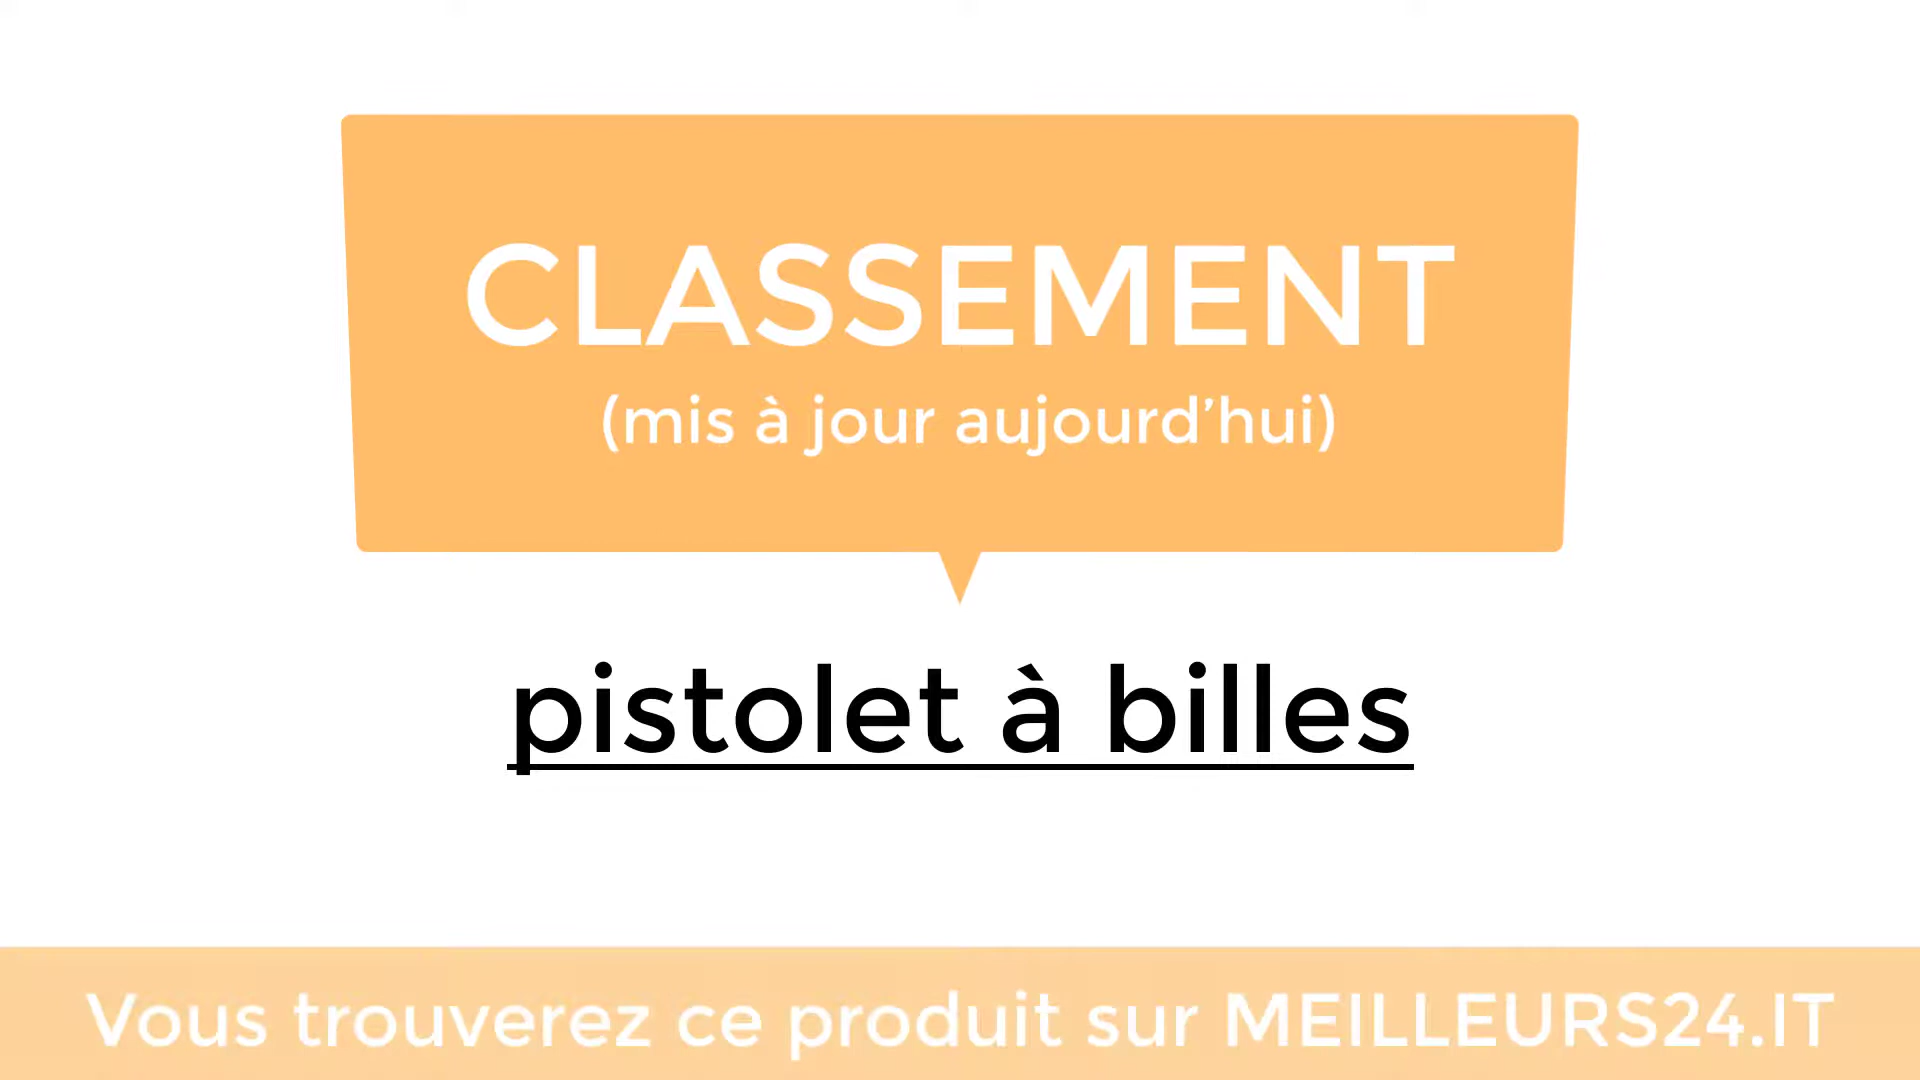 CLASSEMENT
(mis à jour aujourd’hui)
pistolet à billes
Vous trouverez ce produit sur MEILLEURS24.IT